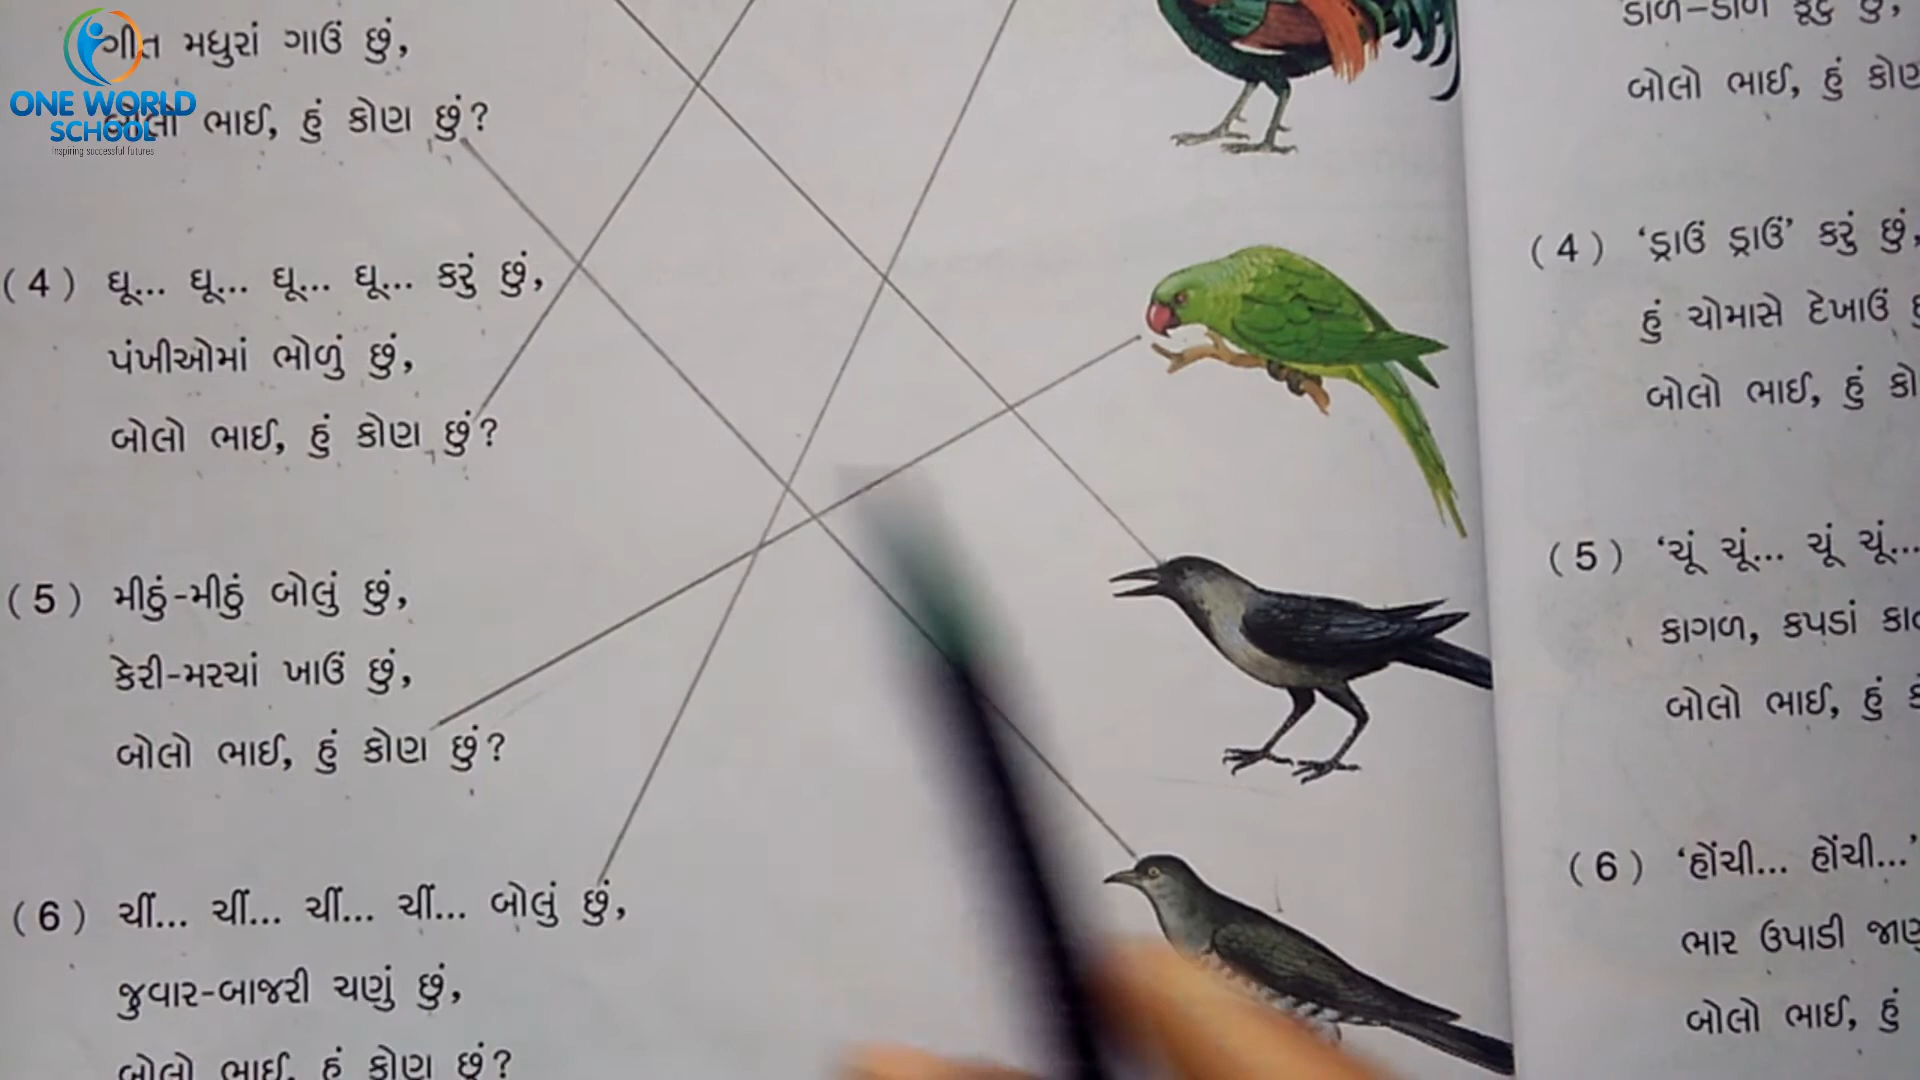 ગીત મધુરાં ગાઉં છું,
બોલો ભાઈ, હું કોણ છું?
ONE WORLD
SCHOOL
Inspiring successful futures
(4) ઘૂ... ઘૂ... ઘૂ... ઘૂ... કરું છું,
પંખીઓમાં ભોળું છું,
બોલો ભાઈ, હું કોણ છું?
(5) મીઠું-મીઠું બોલું છું,
કેરી-મરચાં ખાઉં છું,
બોલો ભાઈ, હું કોણ છું?
(6) ચીં... ચીં... ચીં... ચીં... બોલું છું,
જુવાર-બાજરી ચણું છું,
બોલો ભાઈ, હું કોણ છું?
ડાળ-ડાળ કૂદું છું,
બોલો ભાઈ, હું કોણ
(4) ‘ડ્રાઉં ડ્રાઉં’ કરું છું,
હું ચોમાસે દેખાઉં
બોલો ભાઈ, હું
(5) ‘ચૂં ચૂં... ચૂં ચૂં...
કાગળ, કપડાં
બોલો ભાઈ, હું
(6) ‘હોંચી... હોંચી...’
ભાર ઉપાડી
બોલો ભાઈ, હું